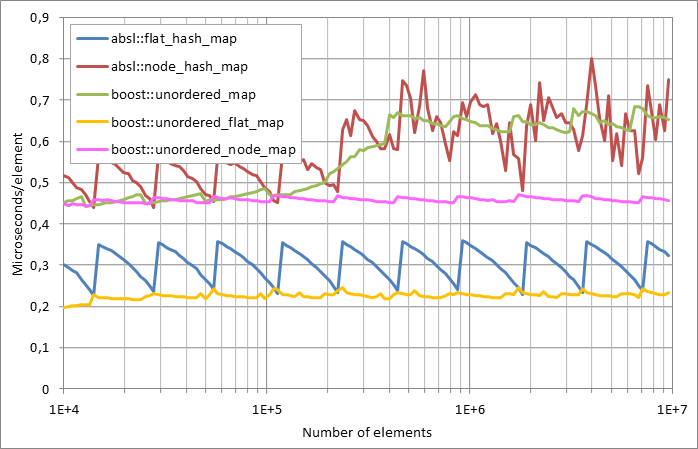 0,9
0,8
0,7
0,6
0,5
0,4
0,3
0,2
0,1
0
Microseconds/element
absl::flat_hash_map
absl::node_hash_map
boost::unordered_map
boost::unordered_flat_map
boost::unordered_node_map
1E+4 1E+5 1E+6 1E+7
Number of elements